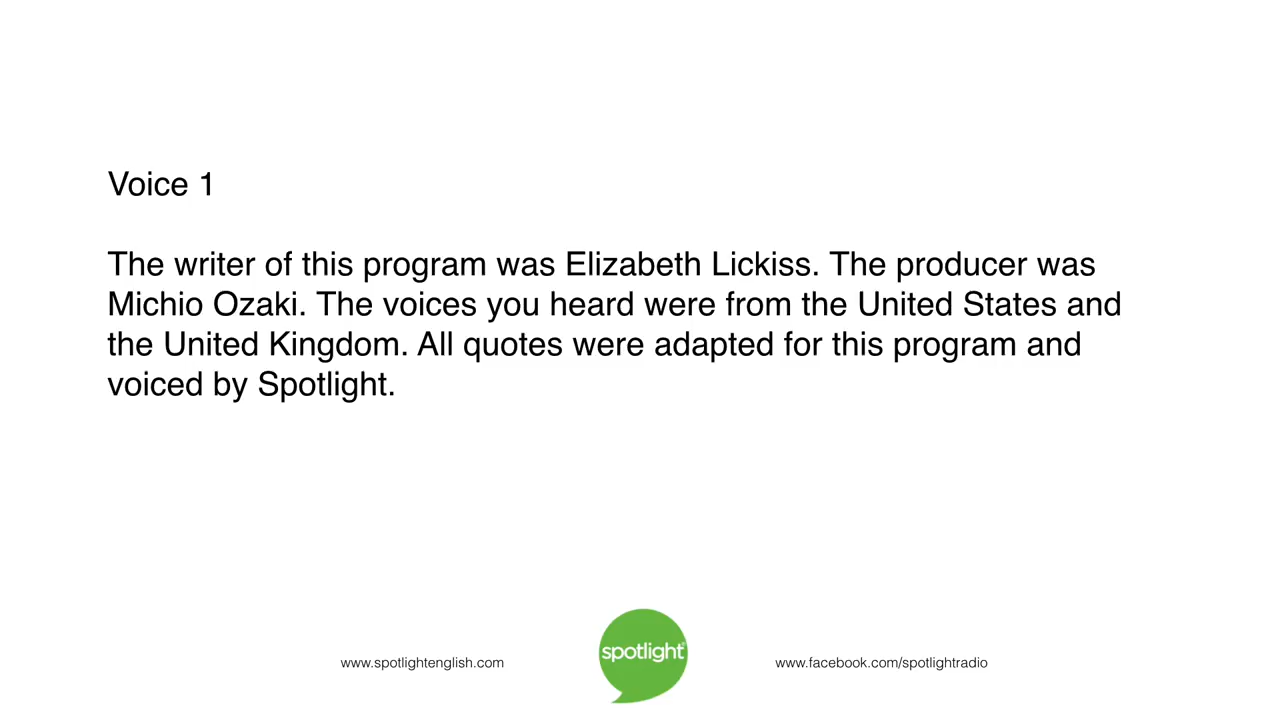 Voice 1
The writer of this program was Elizabeth Lickiss. The producer was
Michio Ozaki. The voices you heard were from the United States and
the United Kingdom. All quotes were adapted for this program and
voiced by Spotlight.
www.spotlightenglish.com
spotlight
www.facebook.com/spotlightradio